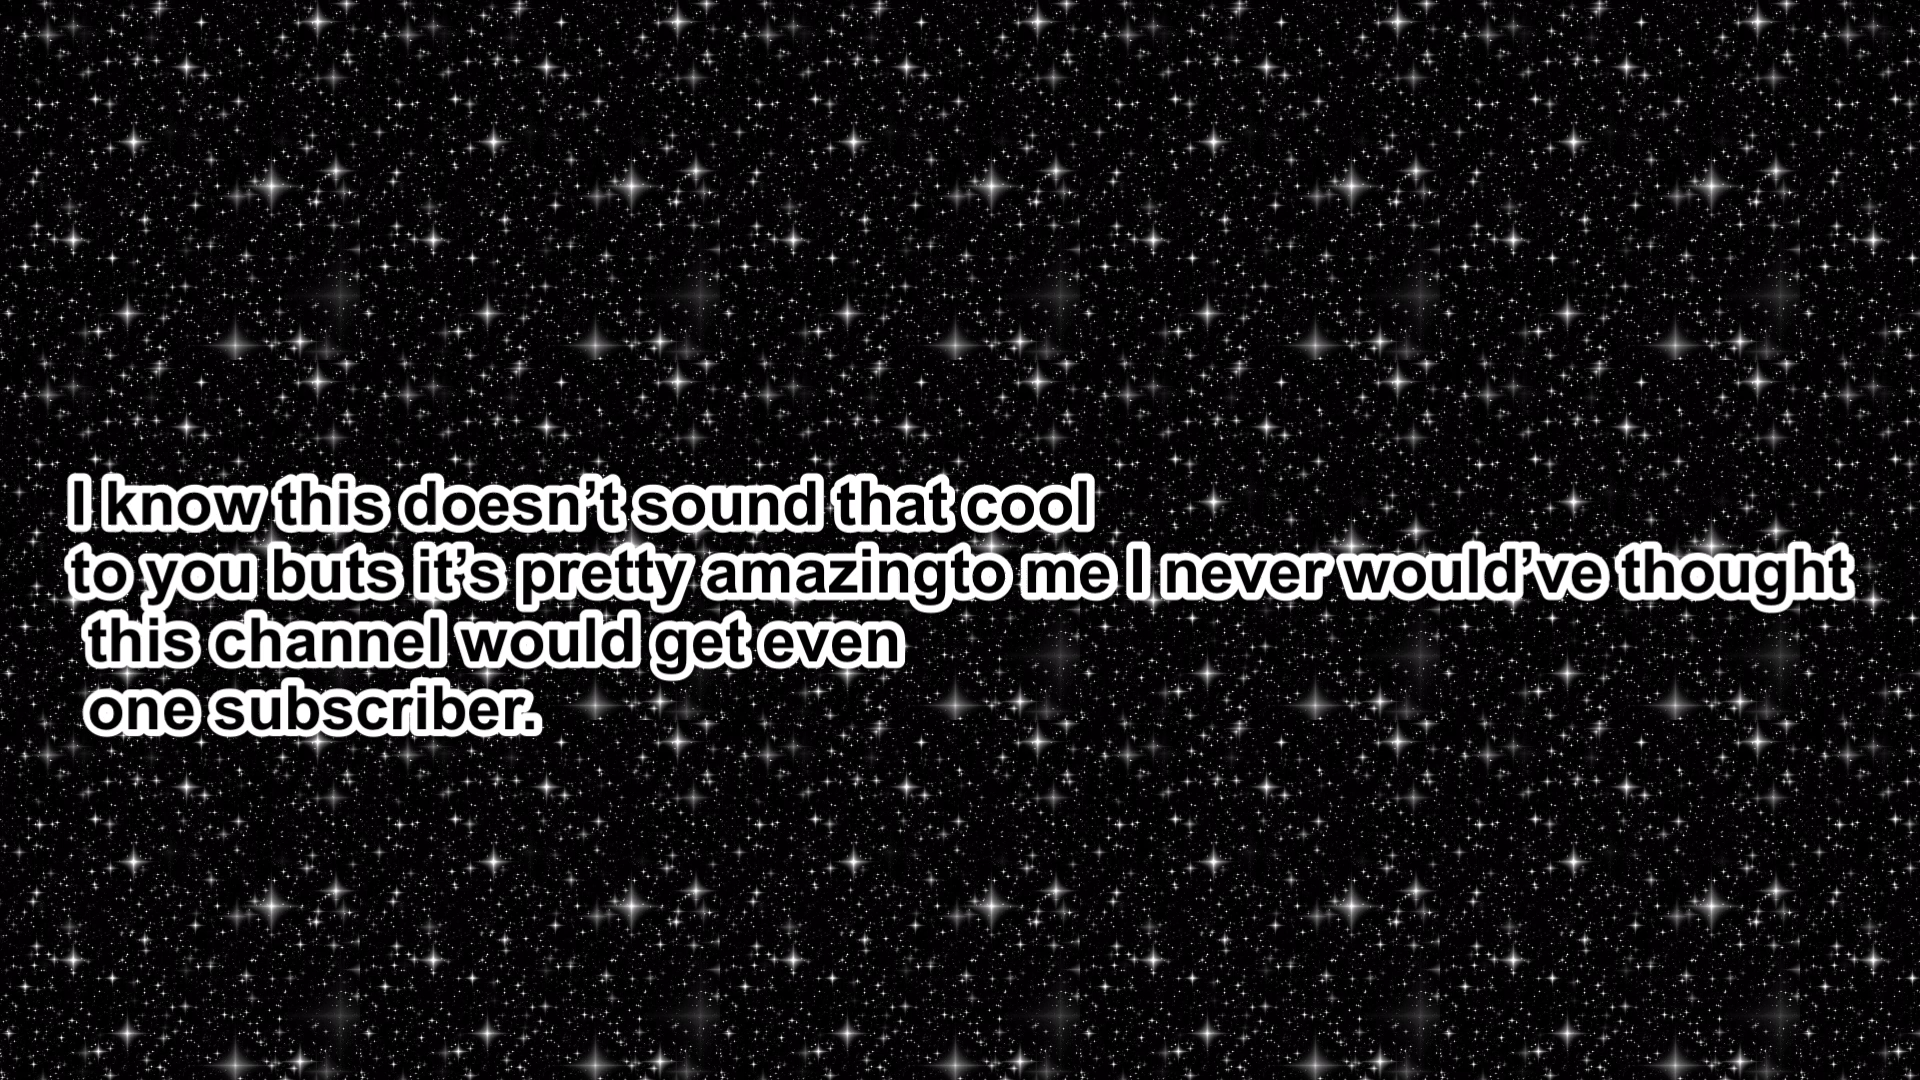 I know this doesn’t sound that cool
to you buts it’s pretty amazingto me I never would’ve thought
this channel would get even
one subscriber.